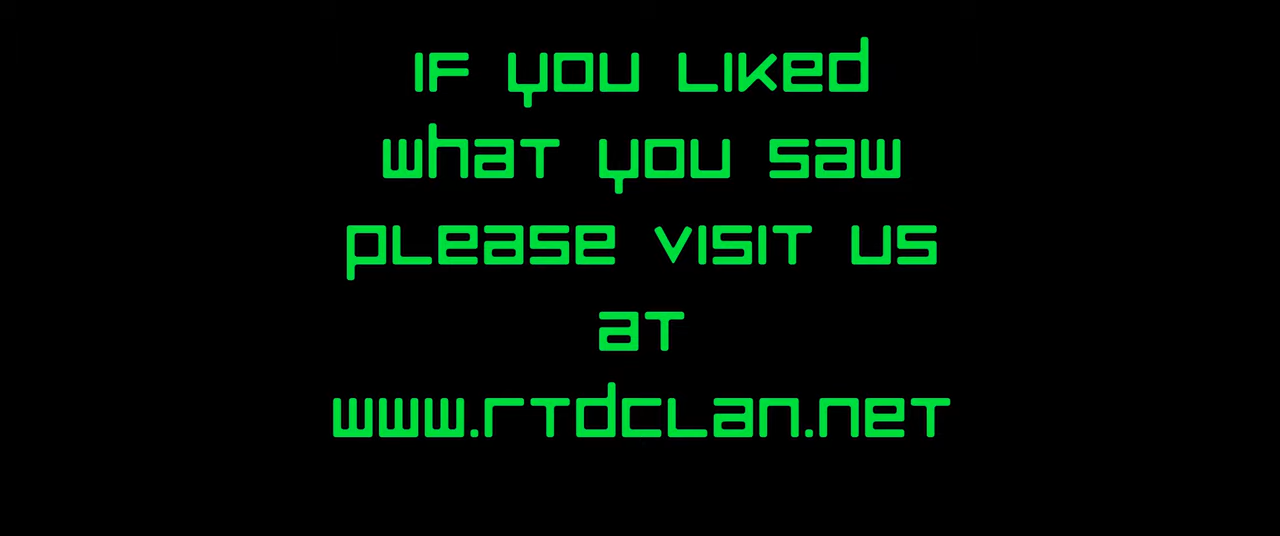 IF you Liked
what you saw
please visit us
at
www.rtdclan.net